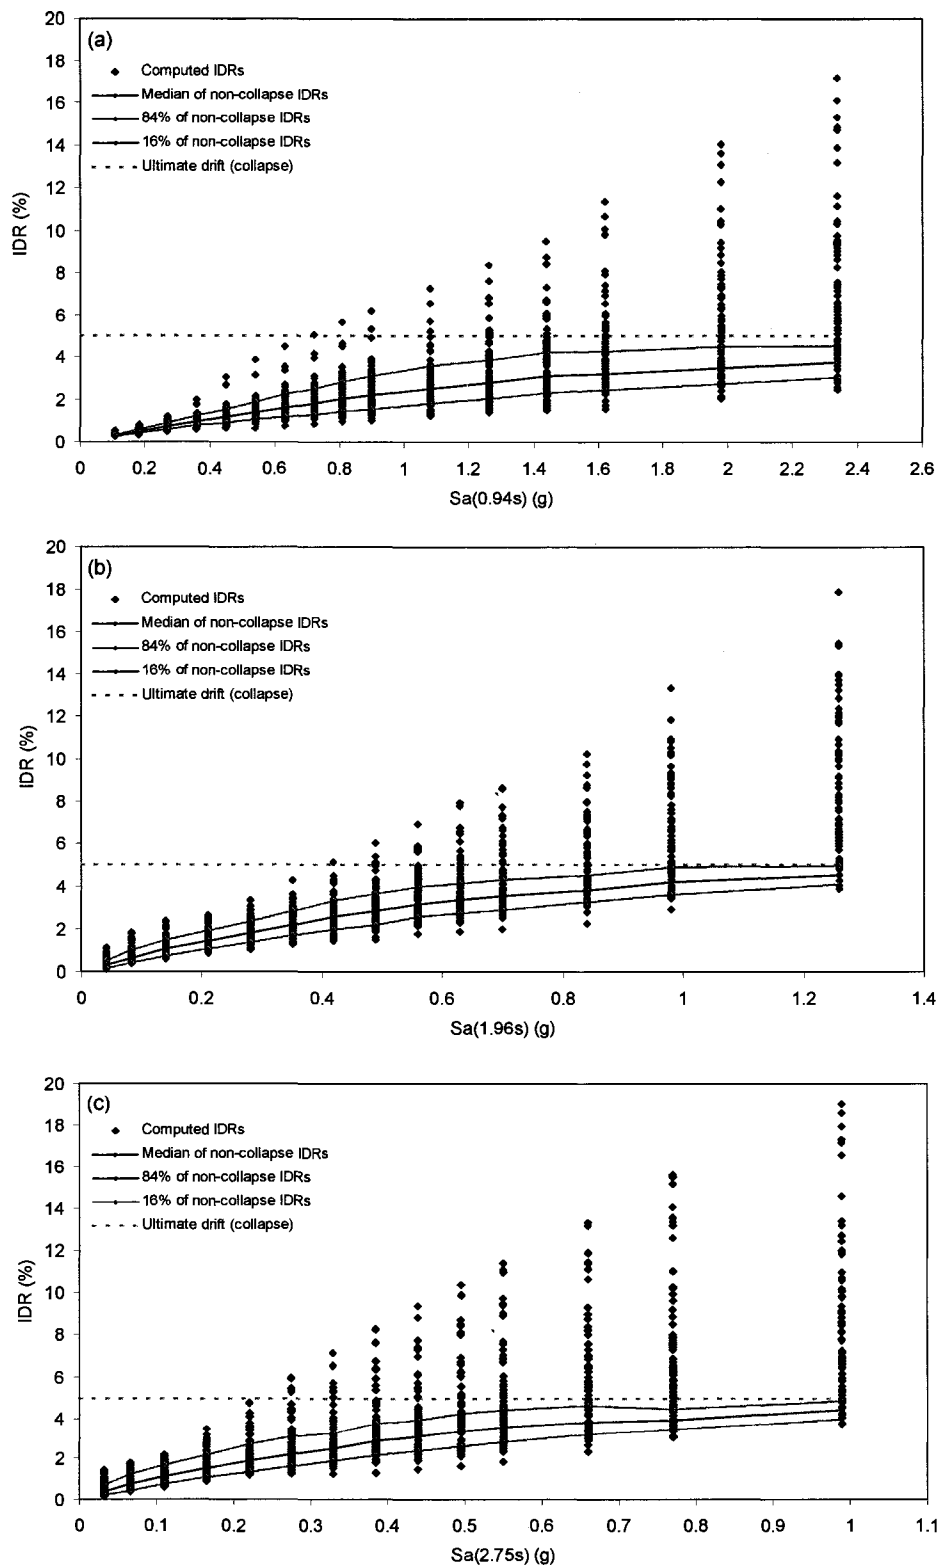 (a)
Computed IDRs
Median of non-collapse IDRs
84% of non-collapse IDRs
16% of non-collapse IDRs
Ultimate drift (collapse)
IDR (%)
20
18
16
14
12
10
8
6
4
2
0
0 0.2 0.4 0.6 0.8 1 1.2 1.4 1.6 1.8 2 2.2 2.4 2.6
Sa(0.94s) (g)
(b)
Computed IDRs
Median of non-collapse IDRs
84% of non-collapse IDRs
16% of non-collapse IDRs
Ultimate drift (collapse)
IDR (%)
20
18
16
14
12
10
8
6
4
2
0
0 0.2 0.4 0.6 0.8 1 1.2 1.4
Sa(1.96s) (g)
(c)
Computed IDRs
Median of non-collapse IDRs
84% of non-collapse IDRs
16% of non-collapse IDRs
Ultimate drift (collapse)
IDR (%)
20
18
16
14
12
10
8
6
4
2
0
0 0.1 0.2 0.3 0.4 0.5 0.6 0.7 0.8 0.9 1 1.1
Sa(2.75s) (g)